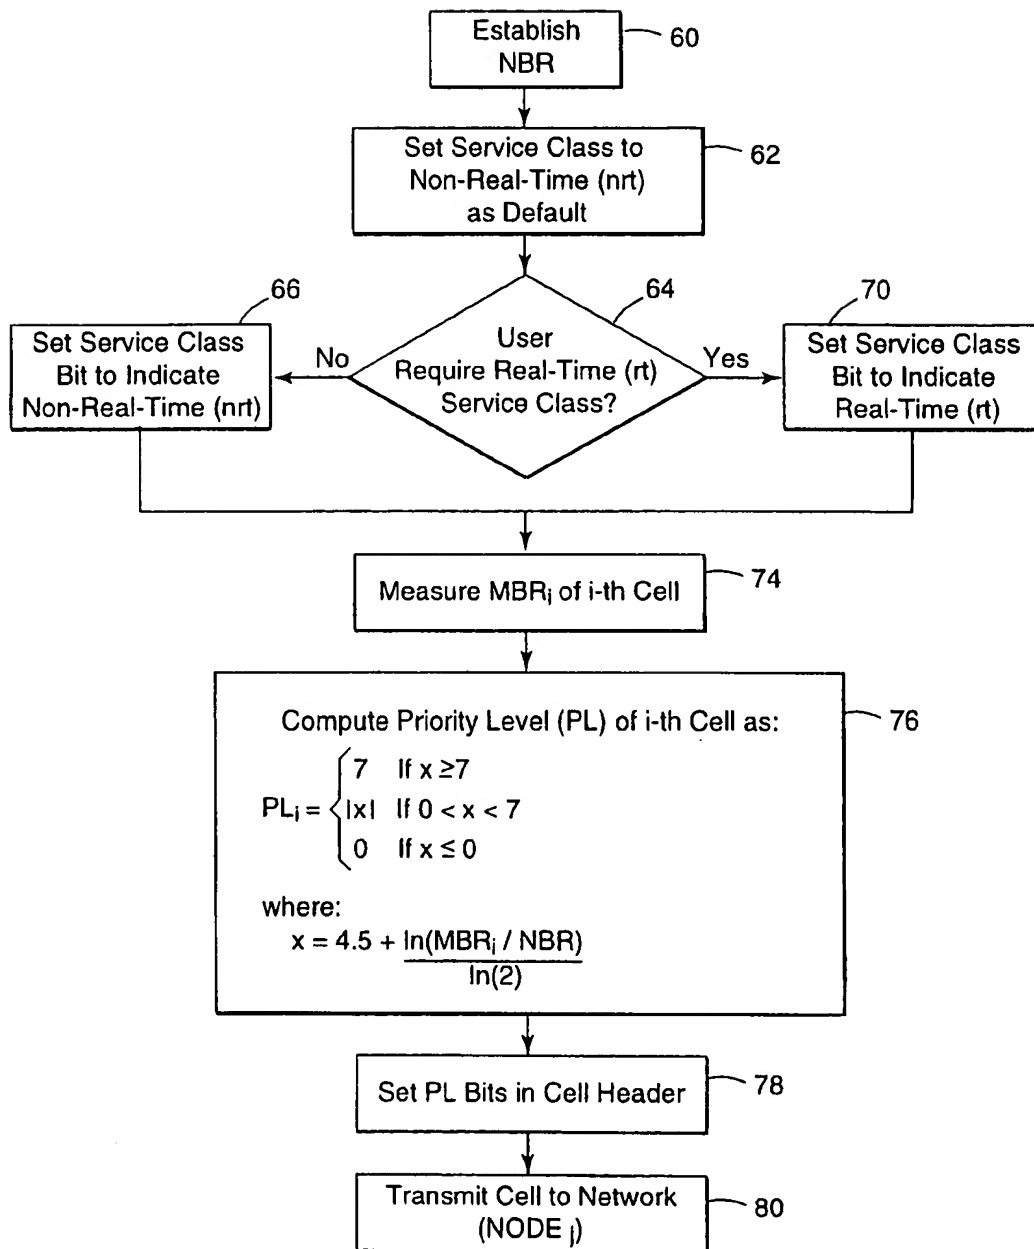 Establish
NBR
60
Set Service Class to
Non-Real-Time (nrt)
as Default
62
66
64
70
Set Service Class
Bit to Indicate
Non-Real-Time (nrt)
No
User
Require Real-Time (rt)
Service Class?
Yes
Set Service Class
Bit to Indicate
Real-Time (rt)
Measure MBRi of i-th Cell
74
Compute Priority Level (PL) of i-th Cell as:
76
7 If x ≥7
PLi = |x| If 0 < x < 7
0 If x ≤ 0
where:
x = 4.5 + ln(MBRi / NBR)
ln(2)
Set PL Bits in Cell Header
78
Transmit Cell to Network
(NODE j)
80